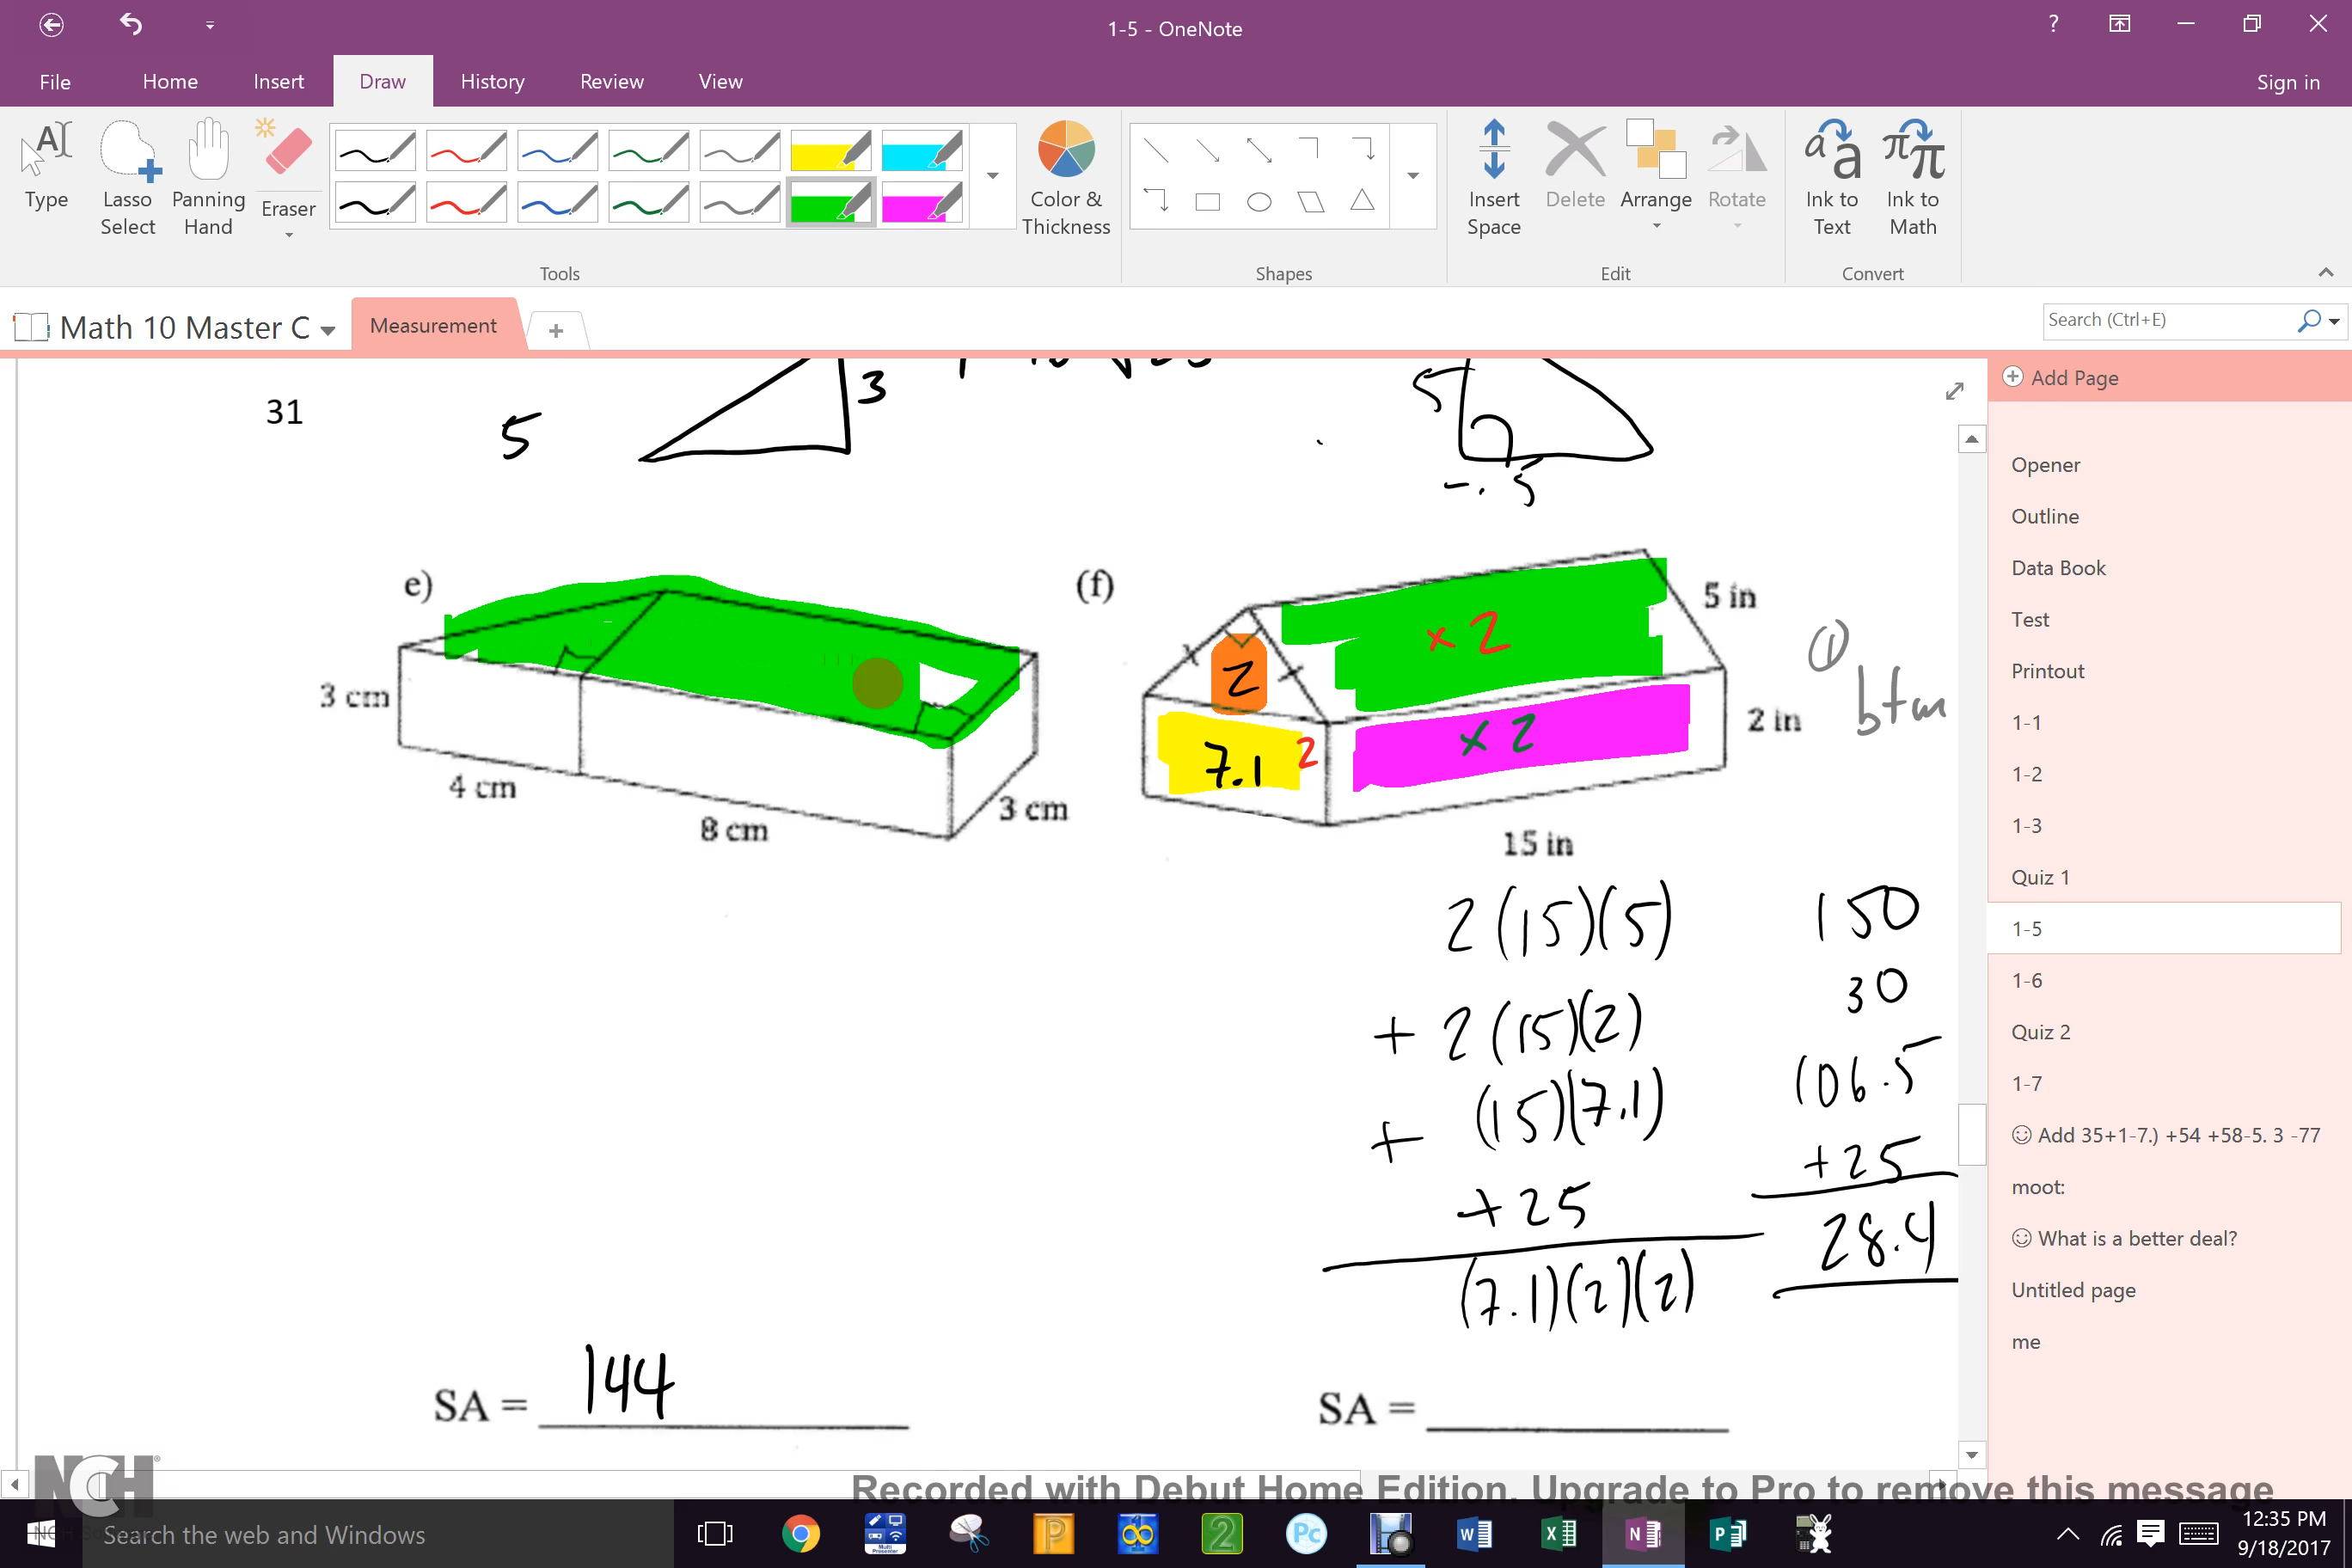 1-5 - OneNote
?
File
Home
Insert
Draw
History
Review
View
Sign in
Type
Lasso
Select
Panning
Hand
Eraser
Color &
Thickness
Insert
Space
Delete
Arrange
Rotate
Ink to
Text
Ink to
Math
Tools
Shapes
Edit
Convert
Math 10 Master C
Measurement
+
Search (Ctrl+E)
31
5
3
5
.5
e)
3 cm
4 cm
8 cm
3 cm
(f)
5 in
x 2
2
7.1 2
x 2
2 in
15 in
① btm
2(15)(5)
150
+ 2(15)(2)
30
+ (15)(7.1)
106.5
+25
+25
(7.1)(2)(2)
28.4
SA = 144
SA =
Add Page
Opener
Outline
Data Book
Test
Printout
1-1
1-2
1-3
Quiz 1
1-5
1-6
Quiz 2
1-7
Add 35+1-7.) +54 +58-5. 3 -77
moot:
What is a better deal?
Untitled page
me
NCH
Recorded with Debut Home Edition. Upgrade to Pro to remove this message
Search the web and Windows
12:35 PM
9/18/2017